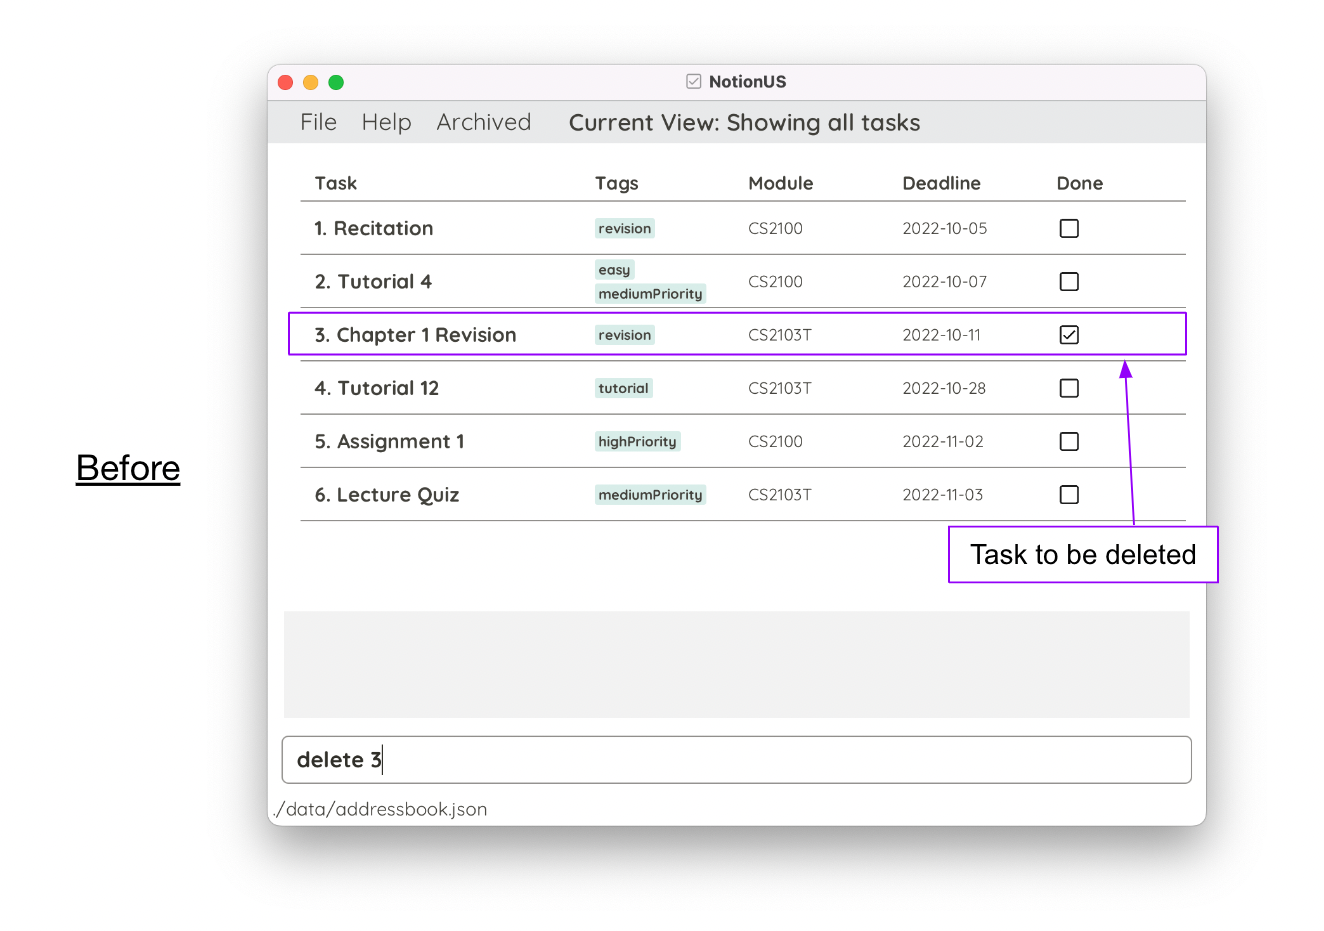 NotionUS
File Help Archived Current View: Showing all tasks
Task Tags Module Deadline Done
1. Recitation revision CS2100 2022-10-05
2. Tutorial 4 easy mediumPriority CS2100 2022-10-07
3. Chapter 1 Revision revision CS2103T 2022-10-11
4. Tutorial 12 tutorial CS2103T 2022-10-28
5. Assignment 1 highPriority CS2100 2022-11-02
Before
6. Lecture Quiz mediumPriority CS2103T 2022-11-03
Task to be deleted
delete 3
./data/addressbook.json